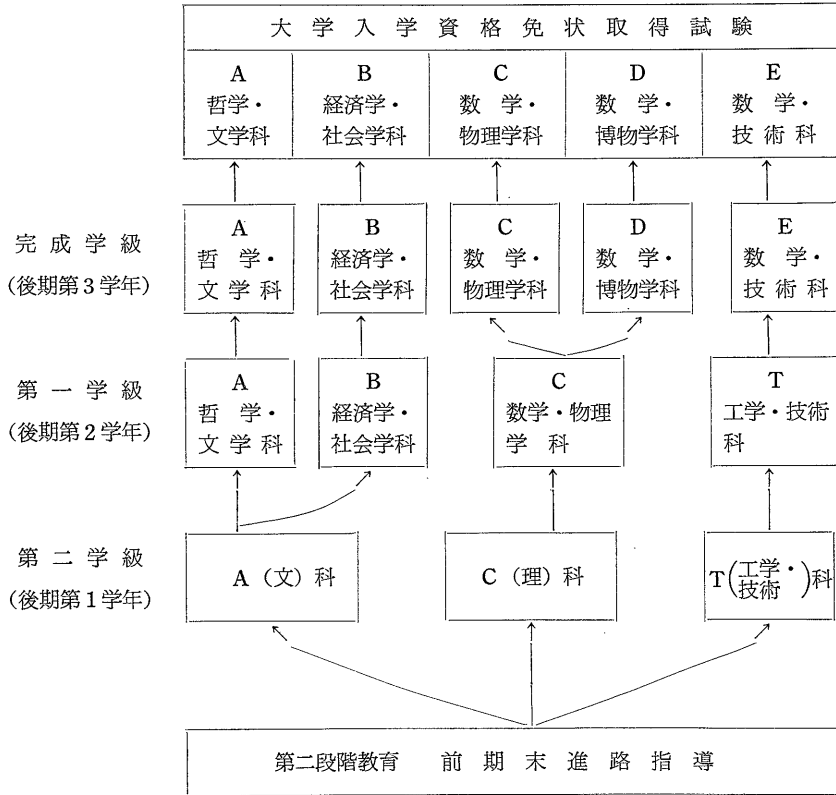 大学入学資格免状取得試験
A B C D E
哲学・ 経済学・ 数学・ 数学・ 数学・
文学科 社会学科 物理学科 博物学科 技術科
A B C D E
完成学級 哲学・ 経済学・ 数学・ 数学・ 数学・
(後期第3学年) 文学科 社会学科 物理学科 博物学科 技術科
A B C T
第一学級 哲学・ 経済学・ 数学・物理 工学・技術
(後期第2学年) 文学科 社会学科 学科 科
第二学級 A(文)科 C(理)科 T(工学・技術)科
(後期第1学年)
第二段階教育 前期末進路指導